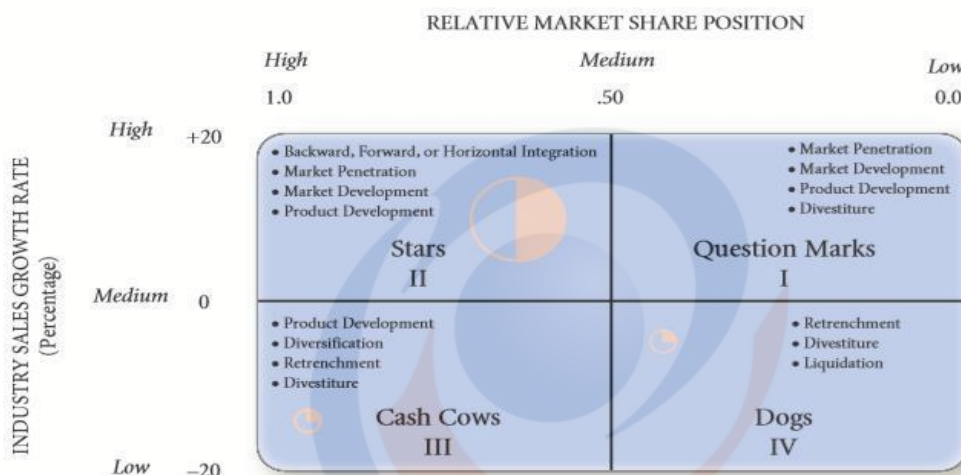 RELATIVE MARKET SHARE POSITION
High Medium Low
1.0 .50 0.0
INDUSTRY SALES GROWTH RATE
(Percentage)
High +20
• Backward, Forward, or Horizontal Integration
• Market Penetration
• Market Development
• Product Development
Stars
II
• Market Penetration
• Market Development
• Product Development
• Divestiture
Question Marks
I
Medium 0
• Product Development
• Diversification
• Retrenchment
• Divestiture
Cash Cows
III
• Retrenchment
• Divestiture
• Liquidation
Dogs
IV
Low −20